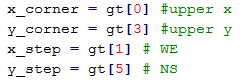 x_corner = gt[0] #upper x
y_corner = gt[3] #upper y
x_step = gt[1] # WE
y_step = gt[5] # NS